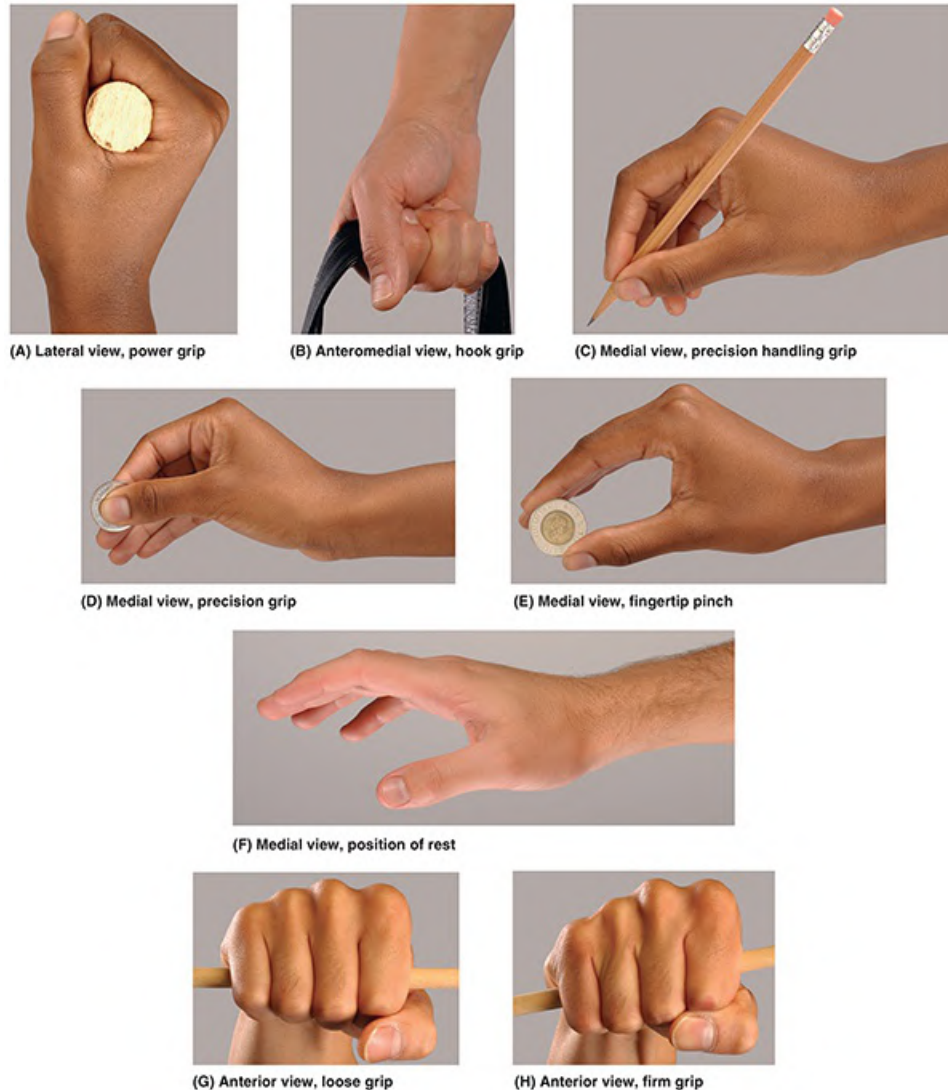 (A) Lateral view, power grip
(B) Anteromedial view, hook grip
(C) Medial view, precision handling grip
(D) Medial view, precision grip
(E) Medial view, fingertip pinch
(F) Medial view, position of rest
(G) Anterior view, loose grip
(H) Anterior view, firm grip